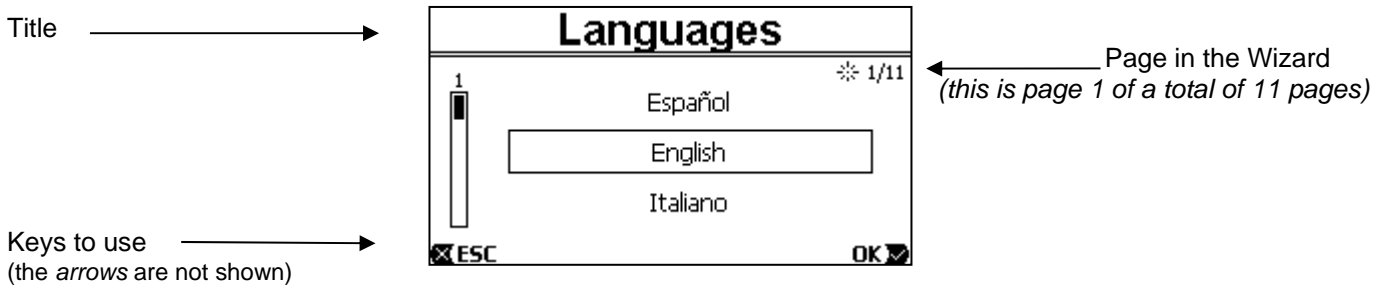 Title
Languages
Page in the Wizard
(this is page 1 of a total of 11 pages)
1
1/11
Español
English
Italiano
Keys to use
(the arrows are not shown)
ESC
OK